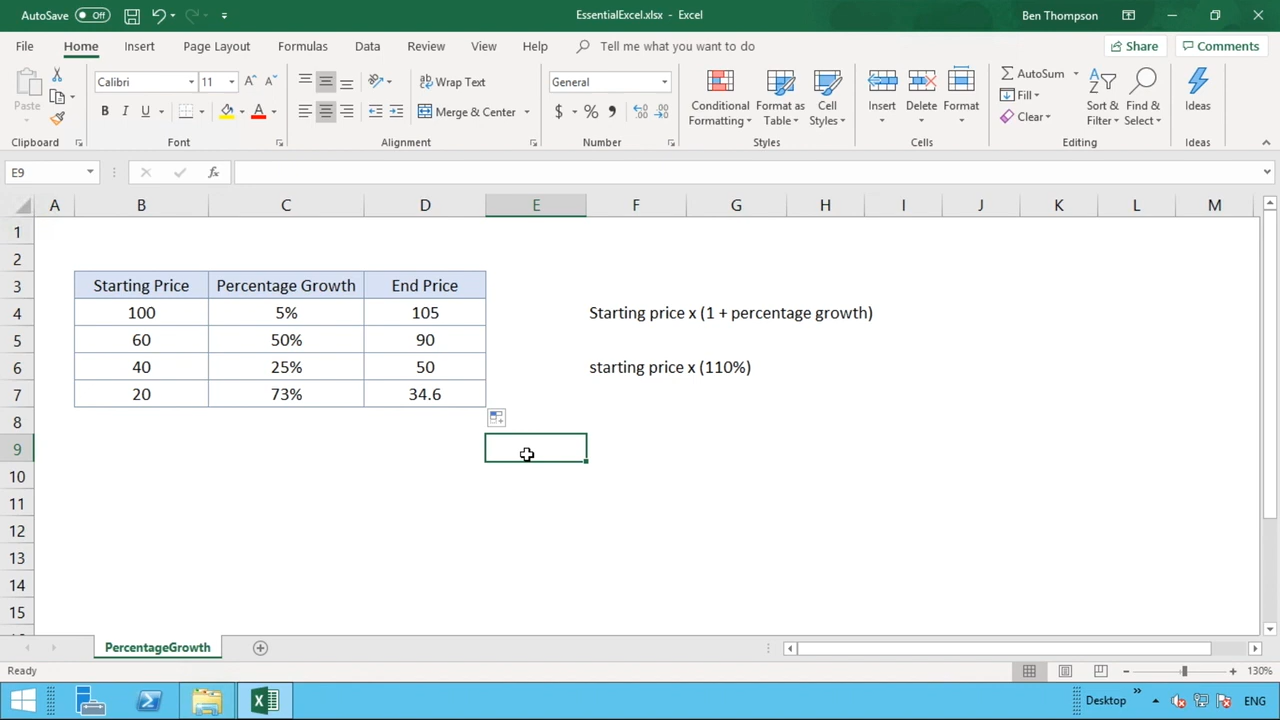 AutoSave Off
EssentialExcel.xlsx - Excel
Ben Thompson
File Home Insert Page Layout Formulas Data Review View Help Tell me what you want to do Share Comments
Paste
Calibri 11
B I U
Wrap Text
Merge & Center
General
$ %
Conditional Formatting
Format as Table
Cell Styles
Insert
Delete
Format
AutoSum
Fill
Clear
Sort & Filter
Find & Select
Ideas
Clipboard Font Alignment Number Styles Cells Editing Ideas
E9 fx
A B C D E F G H I J K L M
1
2
3 Starting Price Percentage Growth End Price
4 100 5% 105 Starting price x (1 + percentage growth)
5 60 50% 90
6 40 25% 50 starting price x (110%)
7 20 73% 34.6
8
9
10
11
12
13
14
15
PercentageGrowth
Ready 130%
Desktop ENG